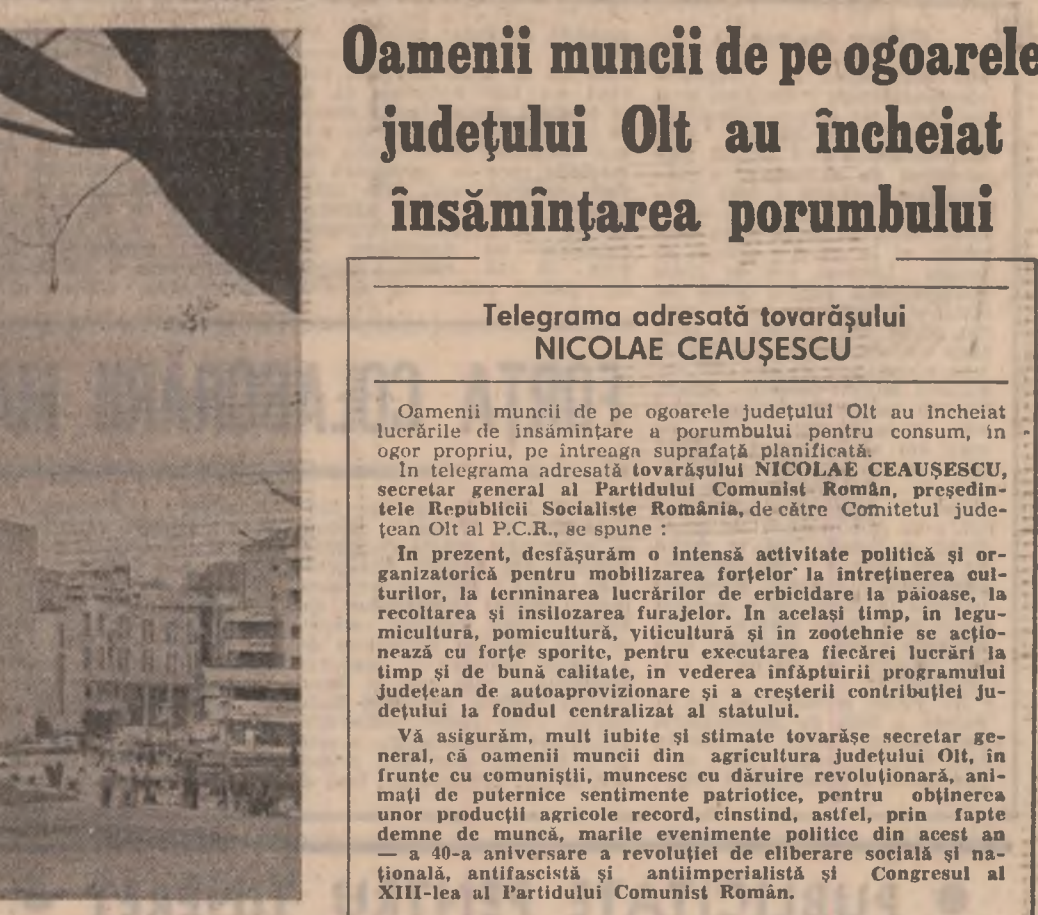 Oamenii muncii de pe ogoarele
județului Olt au încheiat
însămînțarea porumbului
Telegrama adresată tovarășului
NICOLAE CEAUȘESCU
Oamenii muncii de pe ogoarele județului Olt au încheiat
lucrările de însămînțare a porumbului pentru consum, în
ogor propriu, pe întreaga suprafață planificată.
În telegrama adresată tovarășului NICOLAE CEAUȘESCU,
secretar general al Partidului Comunist Român, președin-
tele Republicii Socialiste România, de către Comitetul jude-
țean Olt al P.C.R., se spune :
În prezent, desfășurăm o intensă activitate politică și or-
ganizatorică pentru mobilizarea forțelor la întreținerea cul-
turilor, la terminarea lucrărilor de erbicidare la păioase, la
recoltarea și însilozarea furajelor. În același timp, în legu-
micultură, pomicultură, viticultură și în zootehnie se acțio-
nează cu forțe sporite, pentru executarea fiecărei lucrări la
timp și de bună calitate, în vederea înfăptuirii programului
județean de autoaprovizionare și a creșterii contribuției ju-
dețului la fondul centralizat al statului.
Vă asigurăm, mult iubite și stimate tovarășe secretar ge-
neral, că oamenii muncii din agricultura județului Olt, în
frunte cu comuniștii, muncesc cu dăruire revoluționară, ani-
mați de puternice sentimente patriotice, pentru obținerea
unor producții agricole record, cinstind, astfel, prin fapte
demne de muncă, marile evenimente politice din acest an
— a 40-a aniversare a revoluției de eliberare socială și na-
țională, antifascistă și antiimperialistă și Congresul al
XIII-lea al Partidului Comunist Român.